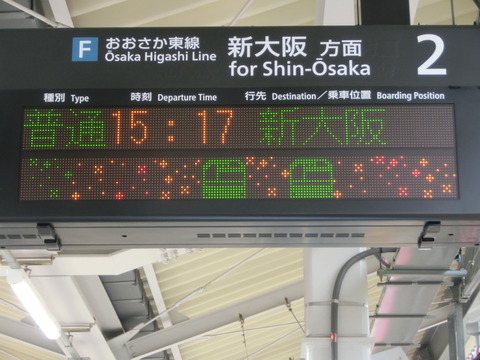 F おおさか東線 新大阪 方面 2
Ōsaka Higashi Line for Shin-Ōsaka
種別 Type 時刻 Departure Time 行先 Destination／乗車位置 Boarding Position
普通 15：17 新大阪
2